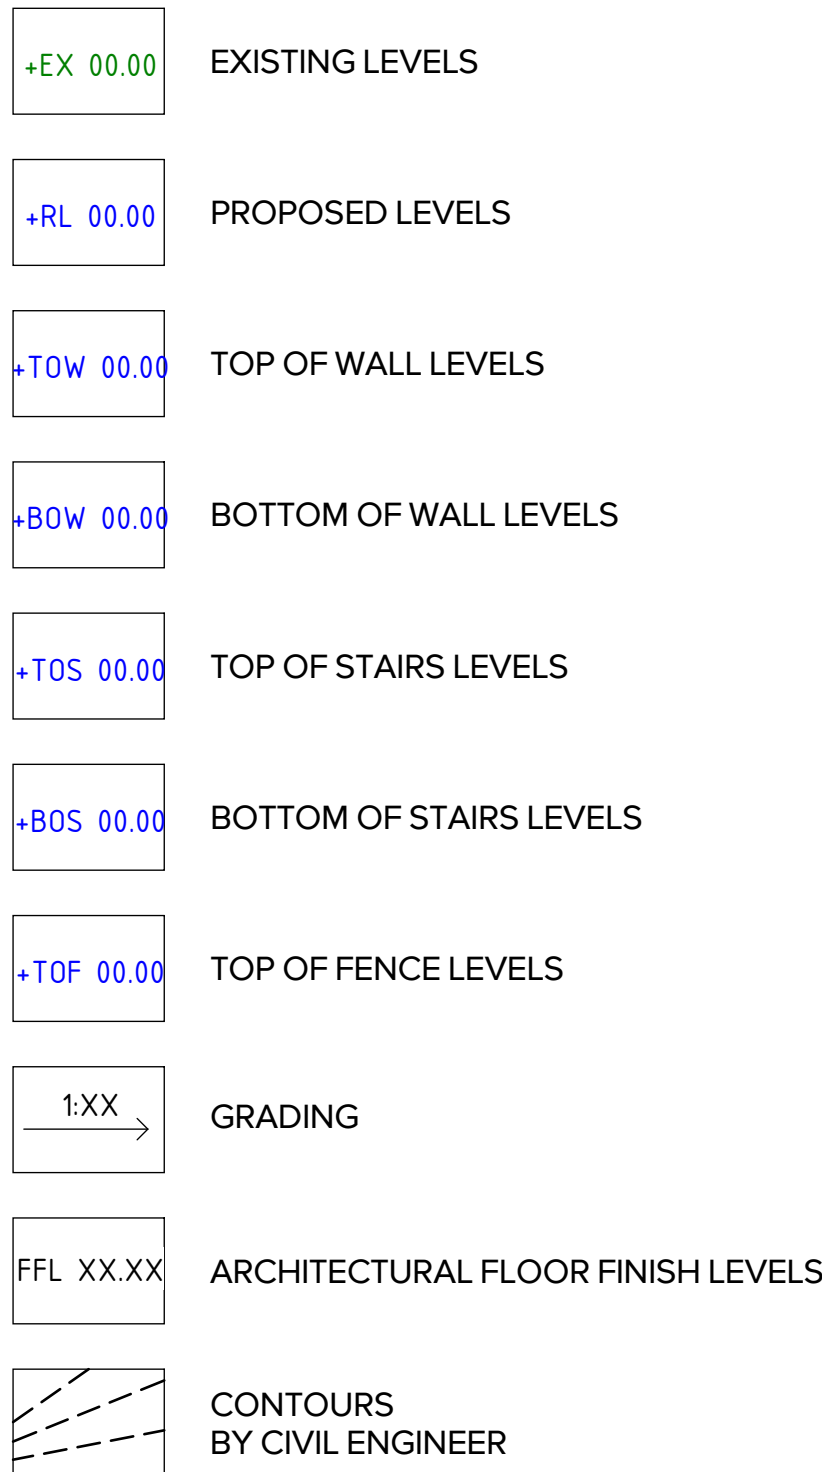 +EX 00.00 EXISTING LEVELS
+RL 00.00 PROPOSED LEVELS
+TOW 00.00 TOP OF WALL LEVELS
+BOW 00.00 BOTTOM OF WALL LEVELS
+TOS 00.00 TOP OF STAIRS LEVELS
+BOS 00.00 BOTTOM OF STAIRS LEVELS
+TOF 00.00 TOP OF FENCE LEVELS
1:XX GRADING
FFL XX.XX ARCHITECTURAL FLOOR FINISH LEVELS
CONTOURS
BY CIVIL ENGINEER